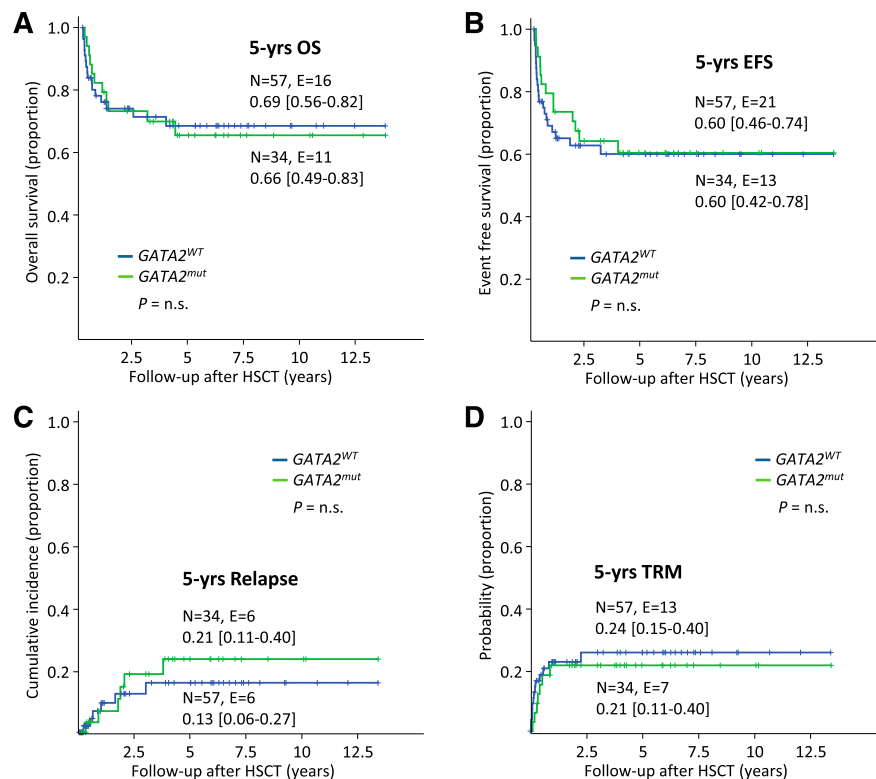 A
1.0
0.8
0.6
0.4
0.2
Overall survival (proportion)
5-yrs OS
N=57, E=16
0.69 [0.56-0.82]
N=34, E=11
0.66 [0.49-0.83]
GATA2WT
GATA2mut
P = n.s.
2.5 5 7.5 10 12.5
Follow-up after HSCT (years)
B
1.0
0.8
0.6
0.4
0.2
Event free survival (proportion)
5-yrs EFS
N=57, E=21
0.60 [0.46-0.74]
N=34, E=13
0.60 [0.42-0.78]
GATA2WT
GATA2mut
P = n.s.
2.5 5 7.5 10 12.5
Follow-up after HSCT (years)
C
1.0
0.8
0.6
0.4
0.2
Cumulative incidence (proportion)
GATA2WT
GATA2mut
P = n.s.
5-yrs Relapse
N=34, E=6
0.21 [0.11-0.40]
N=57, E=6
0.13 [0.06-0.27]
2.5 5 7.5 10 12.5
Follow-up after HSCT (years)
D
1.0
0.8
0.6
0.4
0.2
Probability (proportion)
GATA2WT
GATA2mut
P = n.s.
5-yrs TRM
N=57, E=13
0.24 [0.15-0.40]
N=34, E=7
0.21 [0.11-0.40]
2.5 5 7.5 10 12.5
Follow-up after HSCT (years)